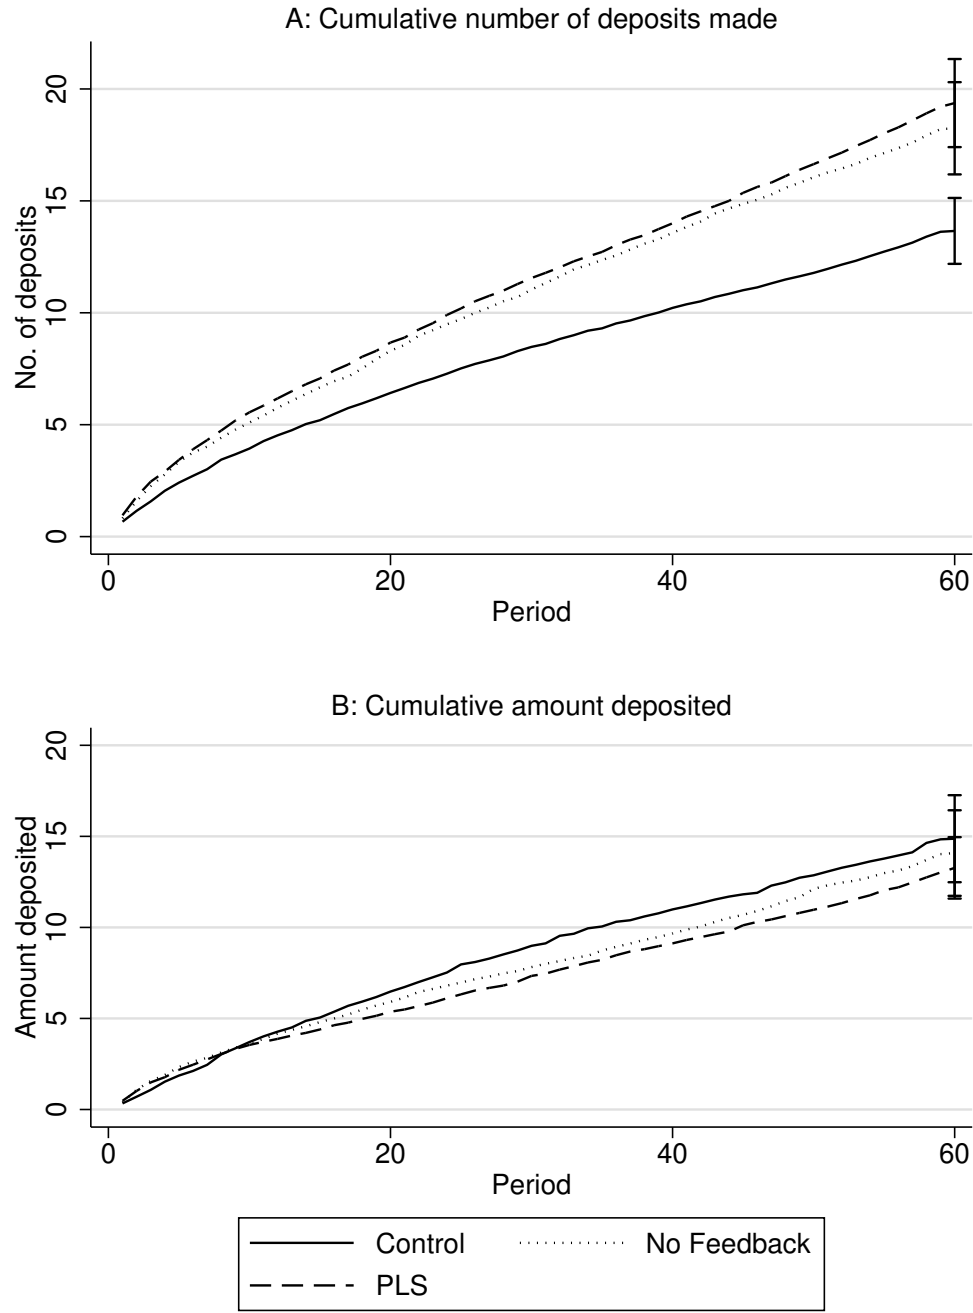 A: Cumulative number of deposits made
No. of deposits
20
15
10
5
0
0 20 40 60
Period
B: Cumulative amount deposited
Amount deposited
20
15
10
5
0
0 20 40 60
Period
Control No Feedback
PLS